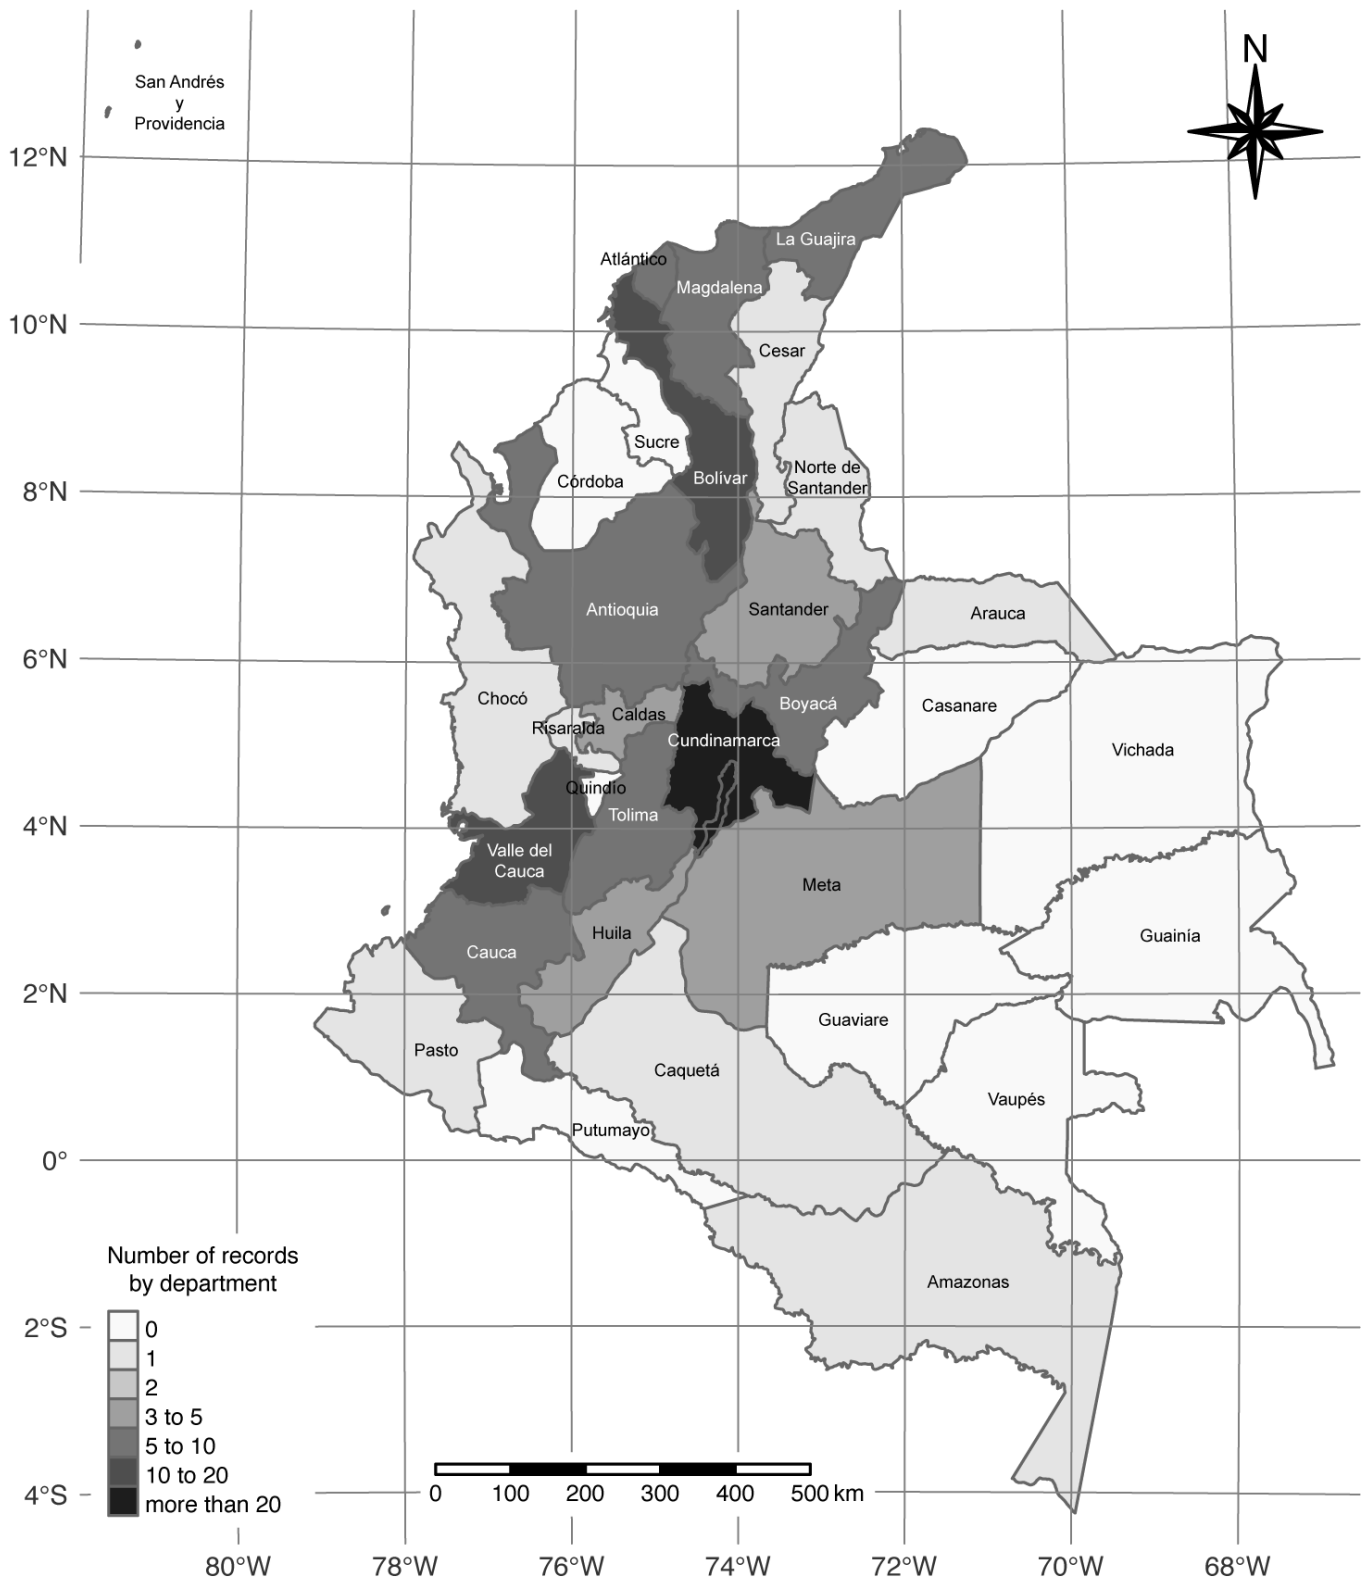 N
San Andrés
y
Providencia
12°N
La Guajira
Atlántico
Magdalena
10°N
Cesar
Sucre
Norte de
Santander
Córdoba
Bolívar
8°N
Antioquia
Santander
Arauca
6°N
Chocó
Boyacá
Casanare
Caldas
Risaralda
Cundinamarca
Vichada
Quindío
Tolima
4°N
Valle del
Cauca
Meta
Huila
Guainía
Cauca
2°N
Guaviare
Pasto
Caquetá
Vaupés
Putumayo
0°
Amazonas
Number of records
by department
0
1
2
3 to 5
5 to 10
10 to 20
more than 20
2°S
4°S
0 100 200 300 400 500 km
80°W 78°W 76°W 74°W 72°W 70°W 68°W